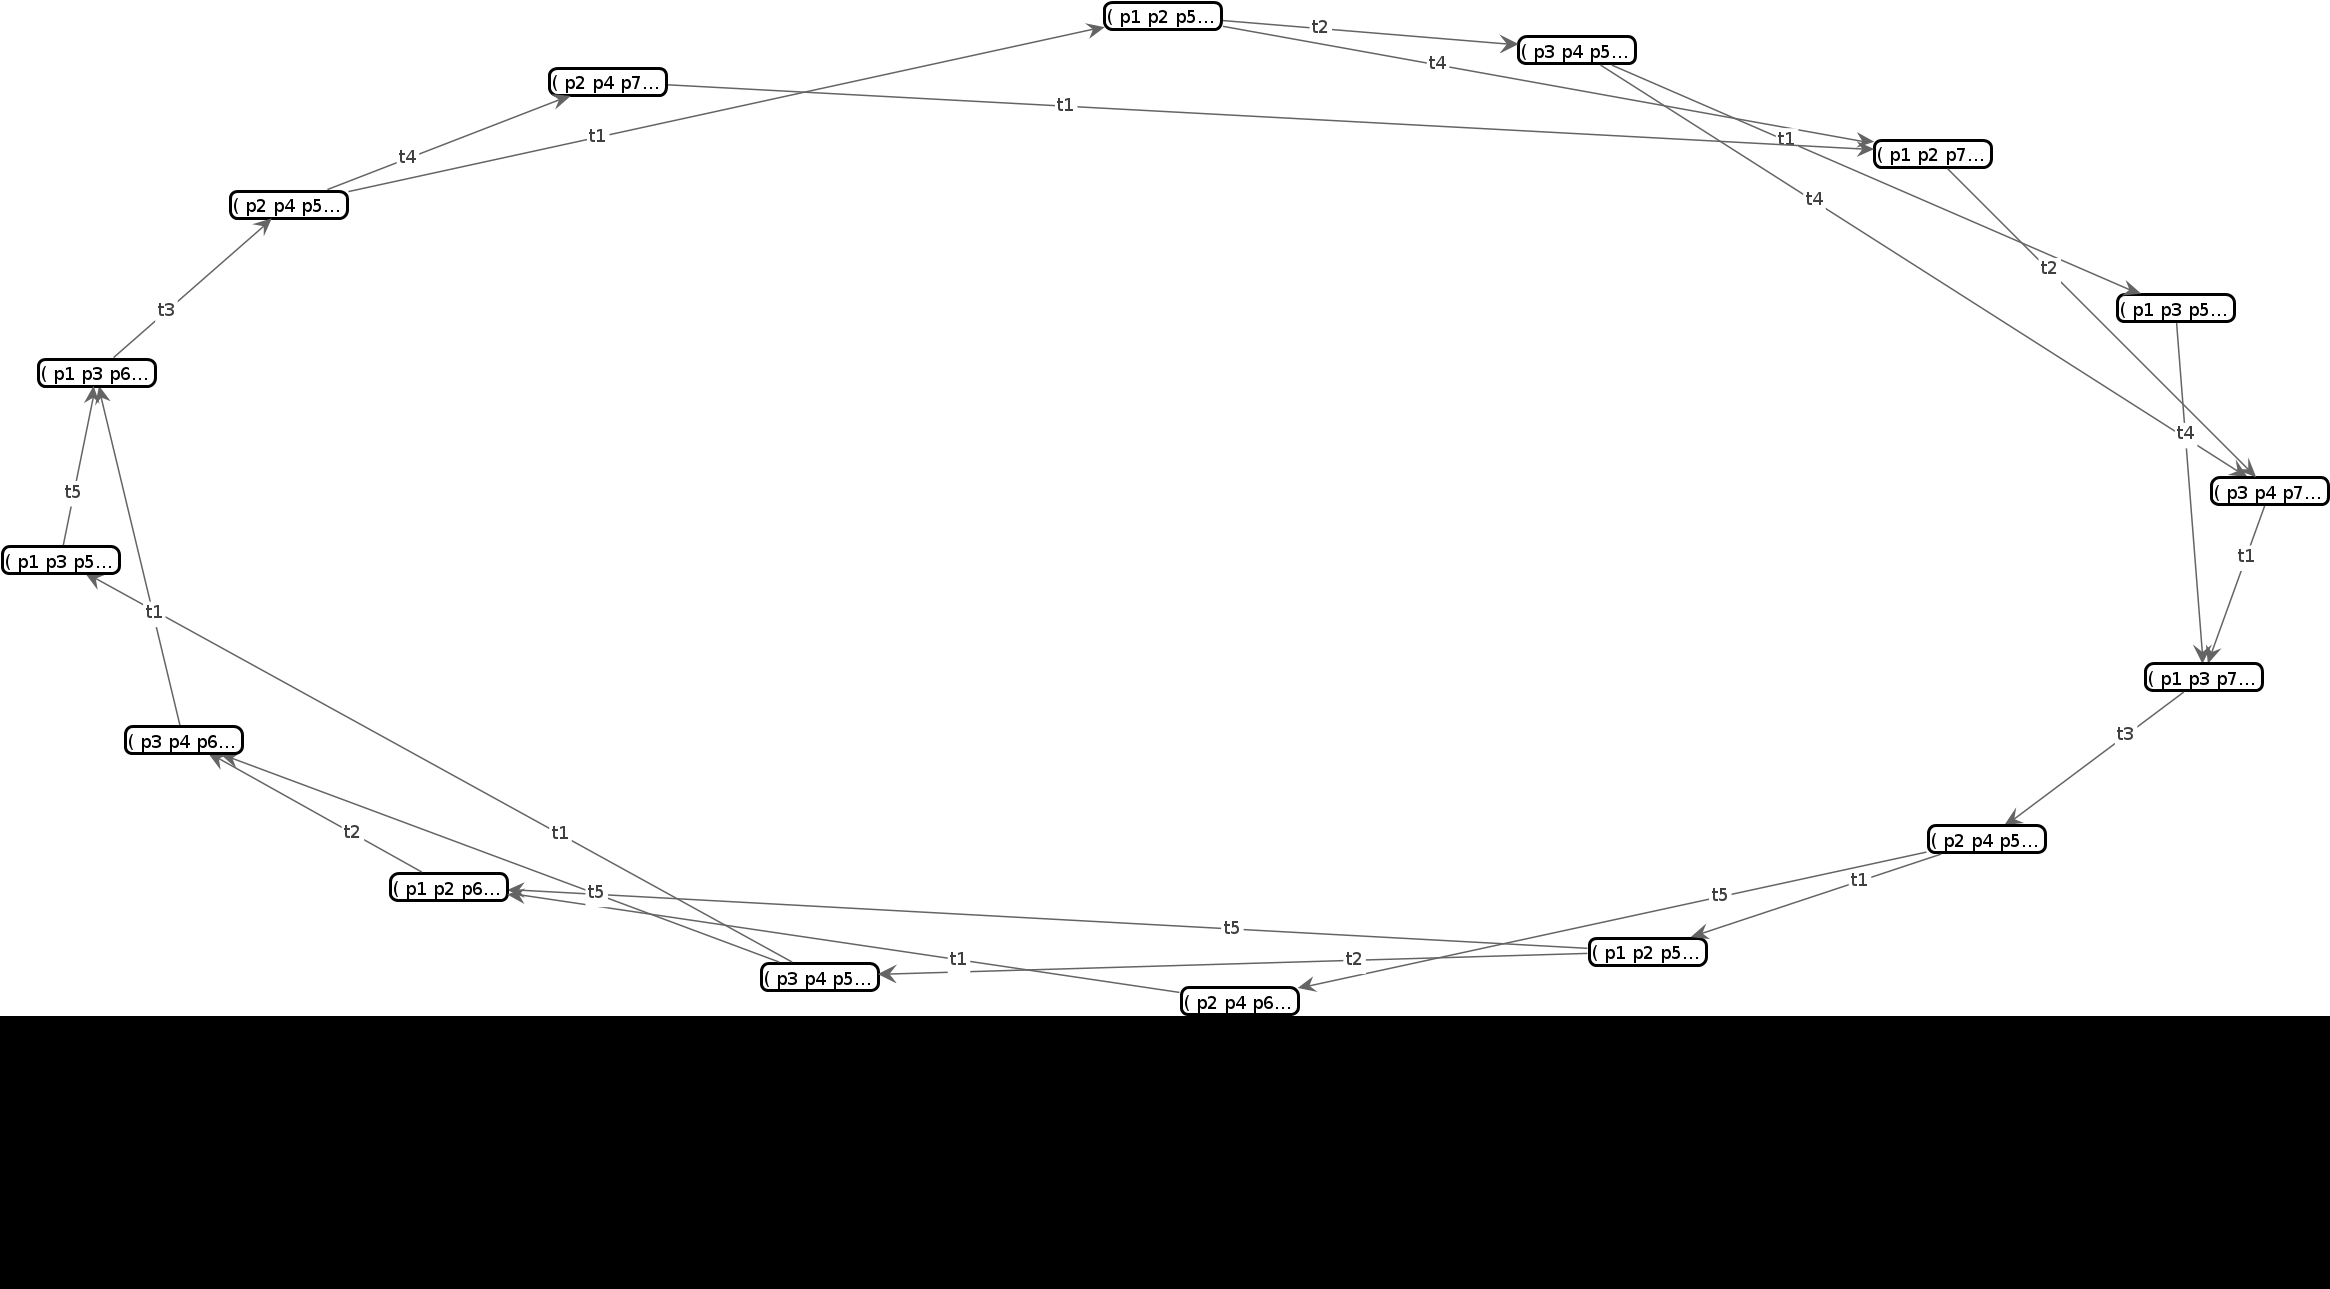 ( p1 p2 p5...
t2
( p3 p4 p5...
t4
( p2 p4 p7...
t1
t1
t1
( p1 p2 p7...
t4
t4
( p2 p4 p5...
t2
( p1 p3 p5...
t3
( p1 p3 p6...
t4
t5
( p3 p4 p7...
t1
( p1 p3 p5...
t1
( p1 p3 p7...
t3
( p3 p4 p6...
t2
t1
( p2 p4 p5...
t1
( p1 p2 p6...
t5
t5
t5
( p1 p2 p5...
t1
t2
( p3 p4 p5...
( p2 p4 p6...